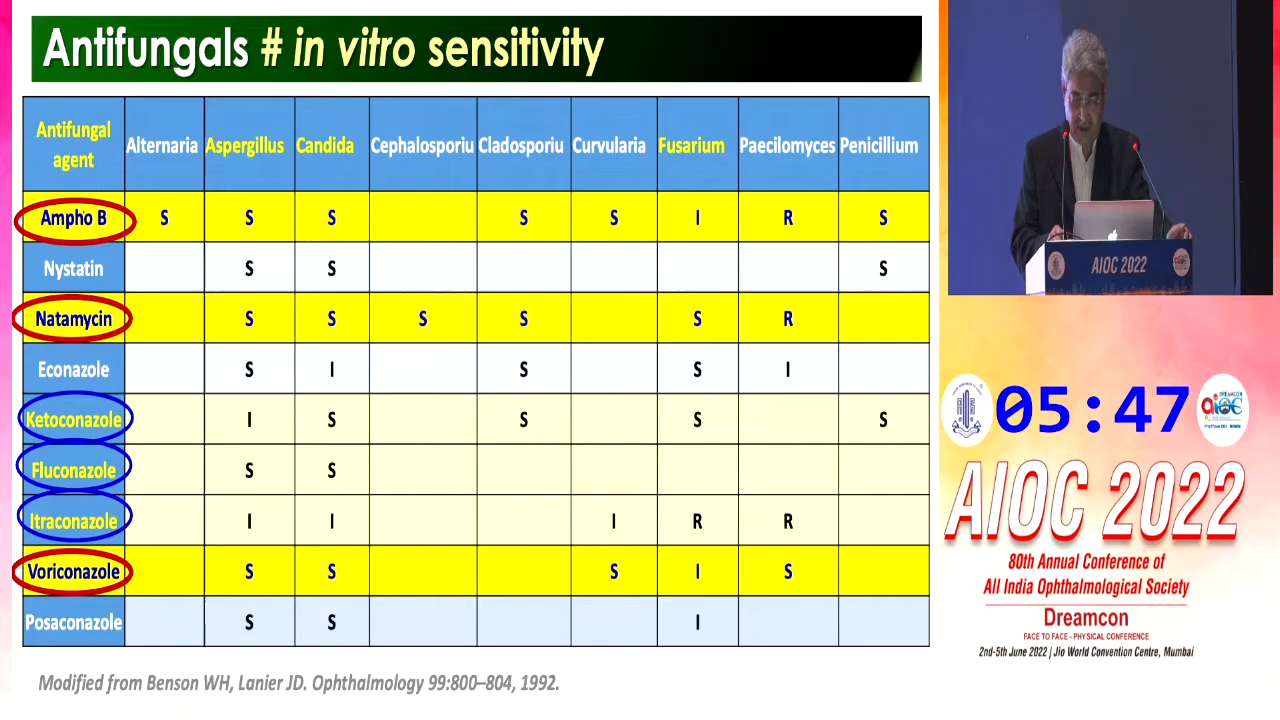 Antifungals # in vitro sensitivity
Antifungal agent Alternaria Aspergillus Candida Cephalosporiu Cladosporiu Curvularia Fusarium Paecilomyces Penicillium
Ampho B S S S S S I R S
Nystatin S S S
Natamycin S S S S S R
Econazole S I S S I
Ketoconazole I S S S S
Fluconazole S S
Itraconazole I I I R R
Voriconazole S S S I S
Posaconazole S S I
Modified from Benson WH, Lanier JD. Ophthalmology 99:800–804, 1992.
AIOC 2022
05:47
AIOC 2022
80th Annual Conference of
All India Ophthalmological Society
Dreamcon
FACE TO FACE - PHYSICAL CONFERENCE
2nd-5th June 2022 | Jio World Convention Centre, Mumbai